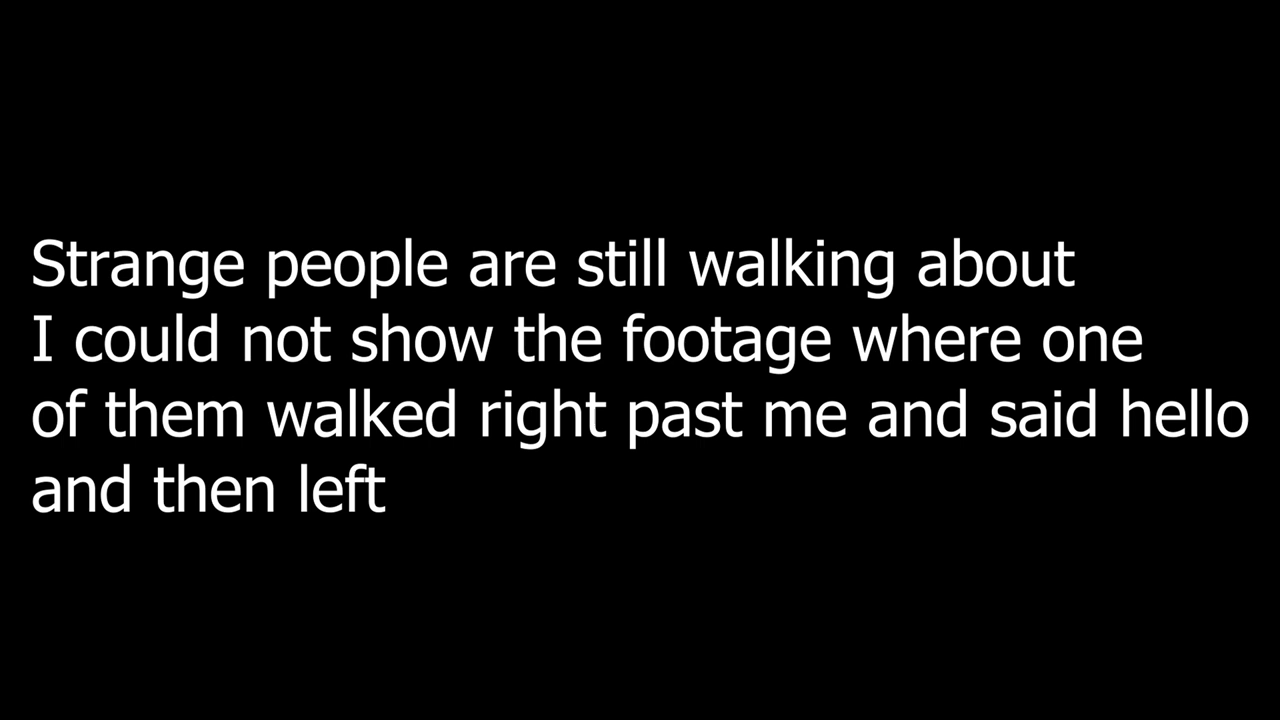 Strange people are still walking about
I could not show the footage where one
of them walked right past me and said hello
and then left